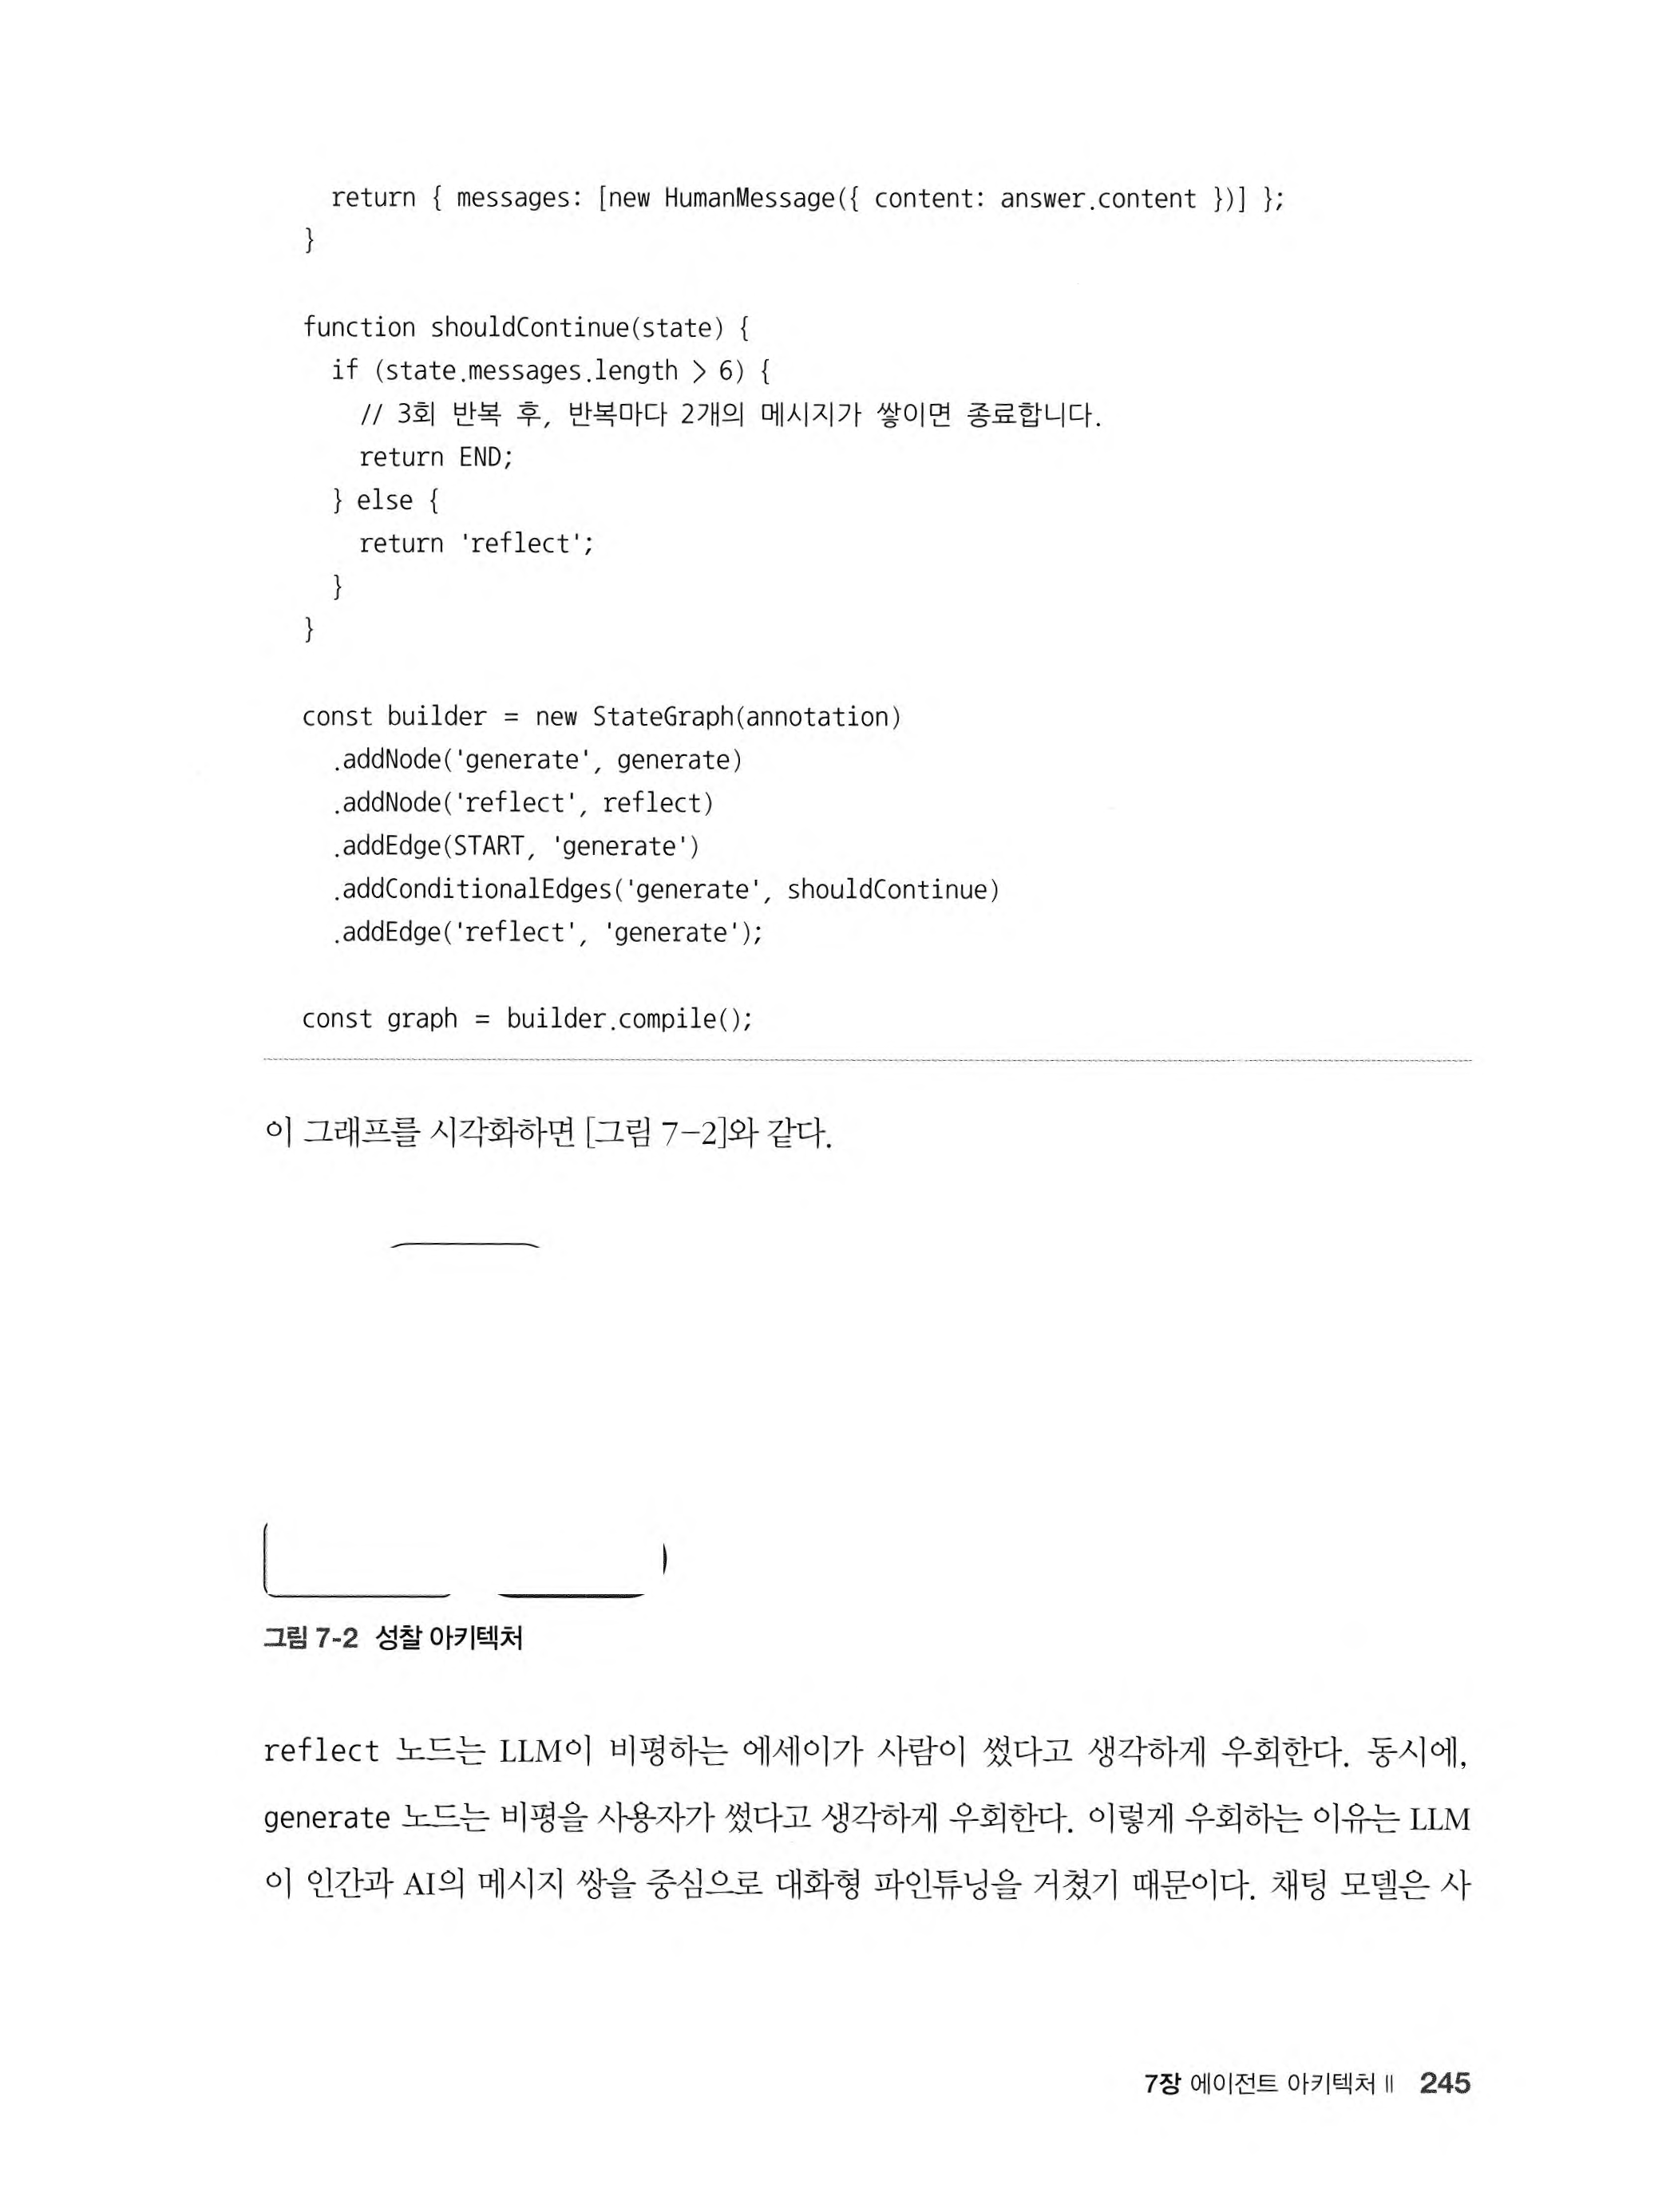 return { messages: [new HumanMessage({ content: answer.content })] };
}
function shouldContinue(state) {
if (state.messages.length > 6) {
// 3회 반복 후, 반복마다 2개의 메시지가 쌓이면 종료합니다.
return END;
} else {
return 'reflect';
}
}
const builder = new StateGraph(annotation)
.addNode('generate', generate)
.addNode('reflect', reflect)
.addEdge(START, 'generate')
.addConditionalEdges('generate', shouldContinue)
.addEdge('reflect', 'generate');
const graph = builder.compile();
이 그래프를 시각화하면 [그림 7-2]와 같다.
그림 7-2 성찰 아키텍처
reflect 노드는 LLM이 비평하는 에세이가 사람이 썼다고 생각하게 우회한다. 동시에,
generate 노드는 비평을 사용자가 썼다고 생각하게 우회한다. 이렇게 우회하는 이유는 LLM
이 인간과 AI의 메시지 쌍을 중심으로 대화형 파인튜닝을 거쳤기 때문이다. 채팅 모델은 사
7장 에이전트 아키텍처 II 245